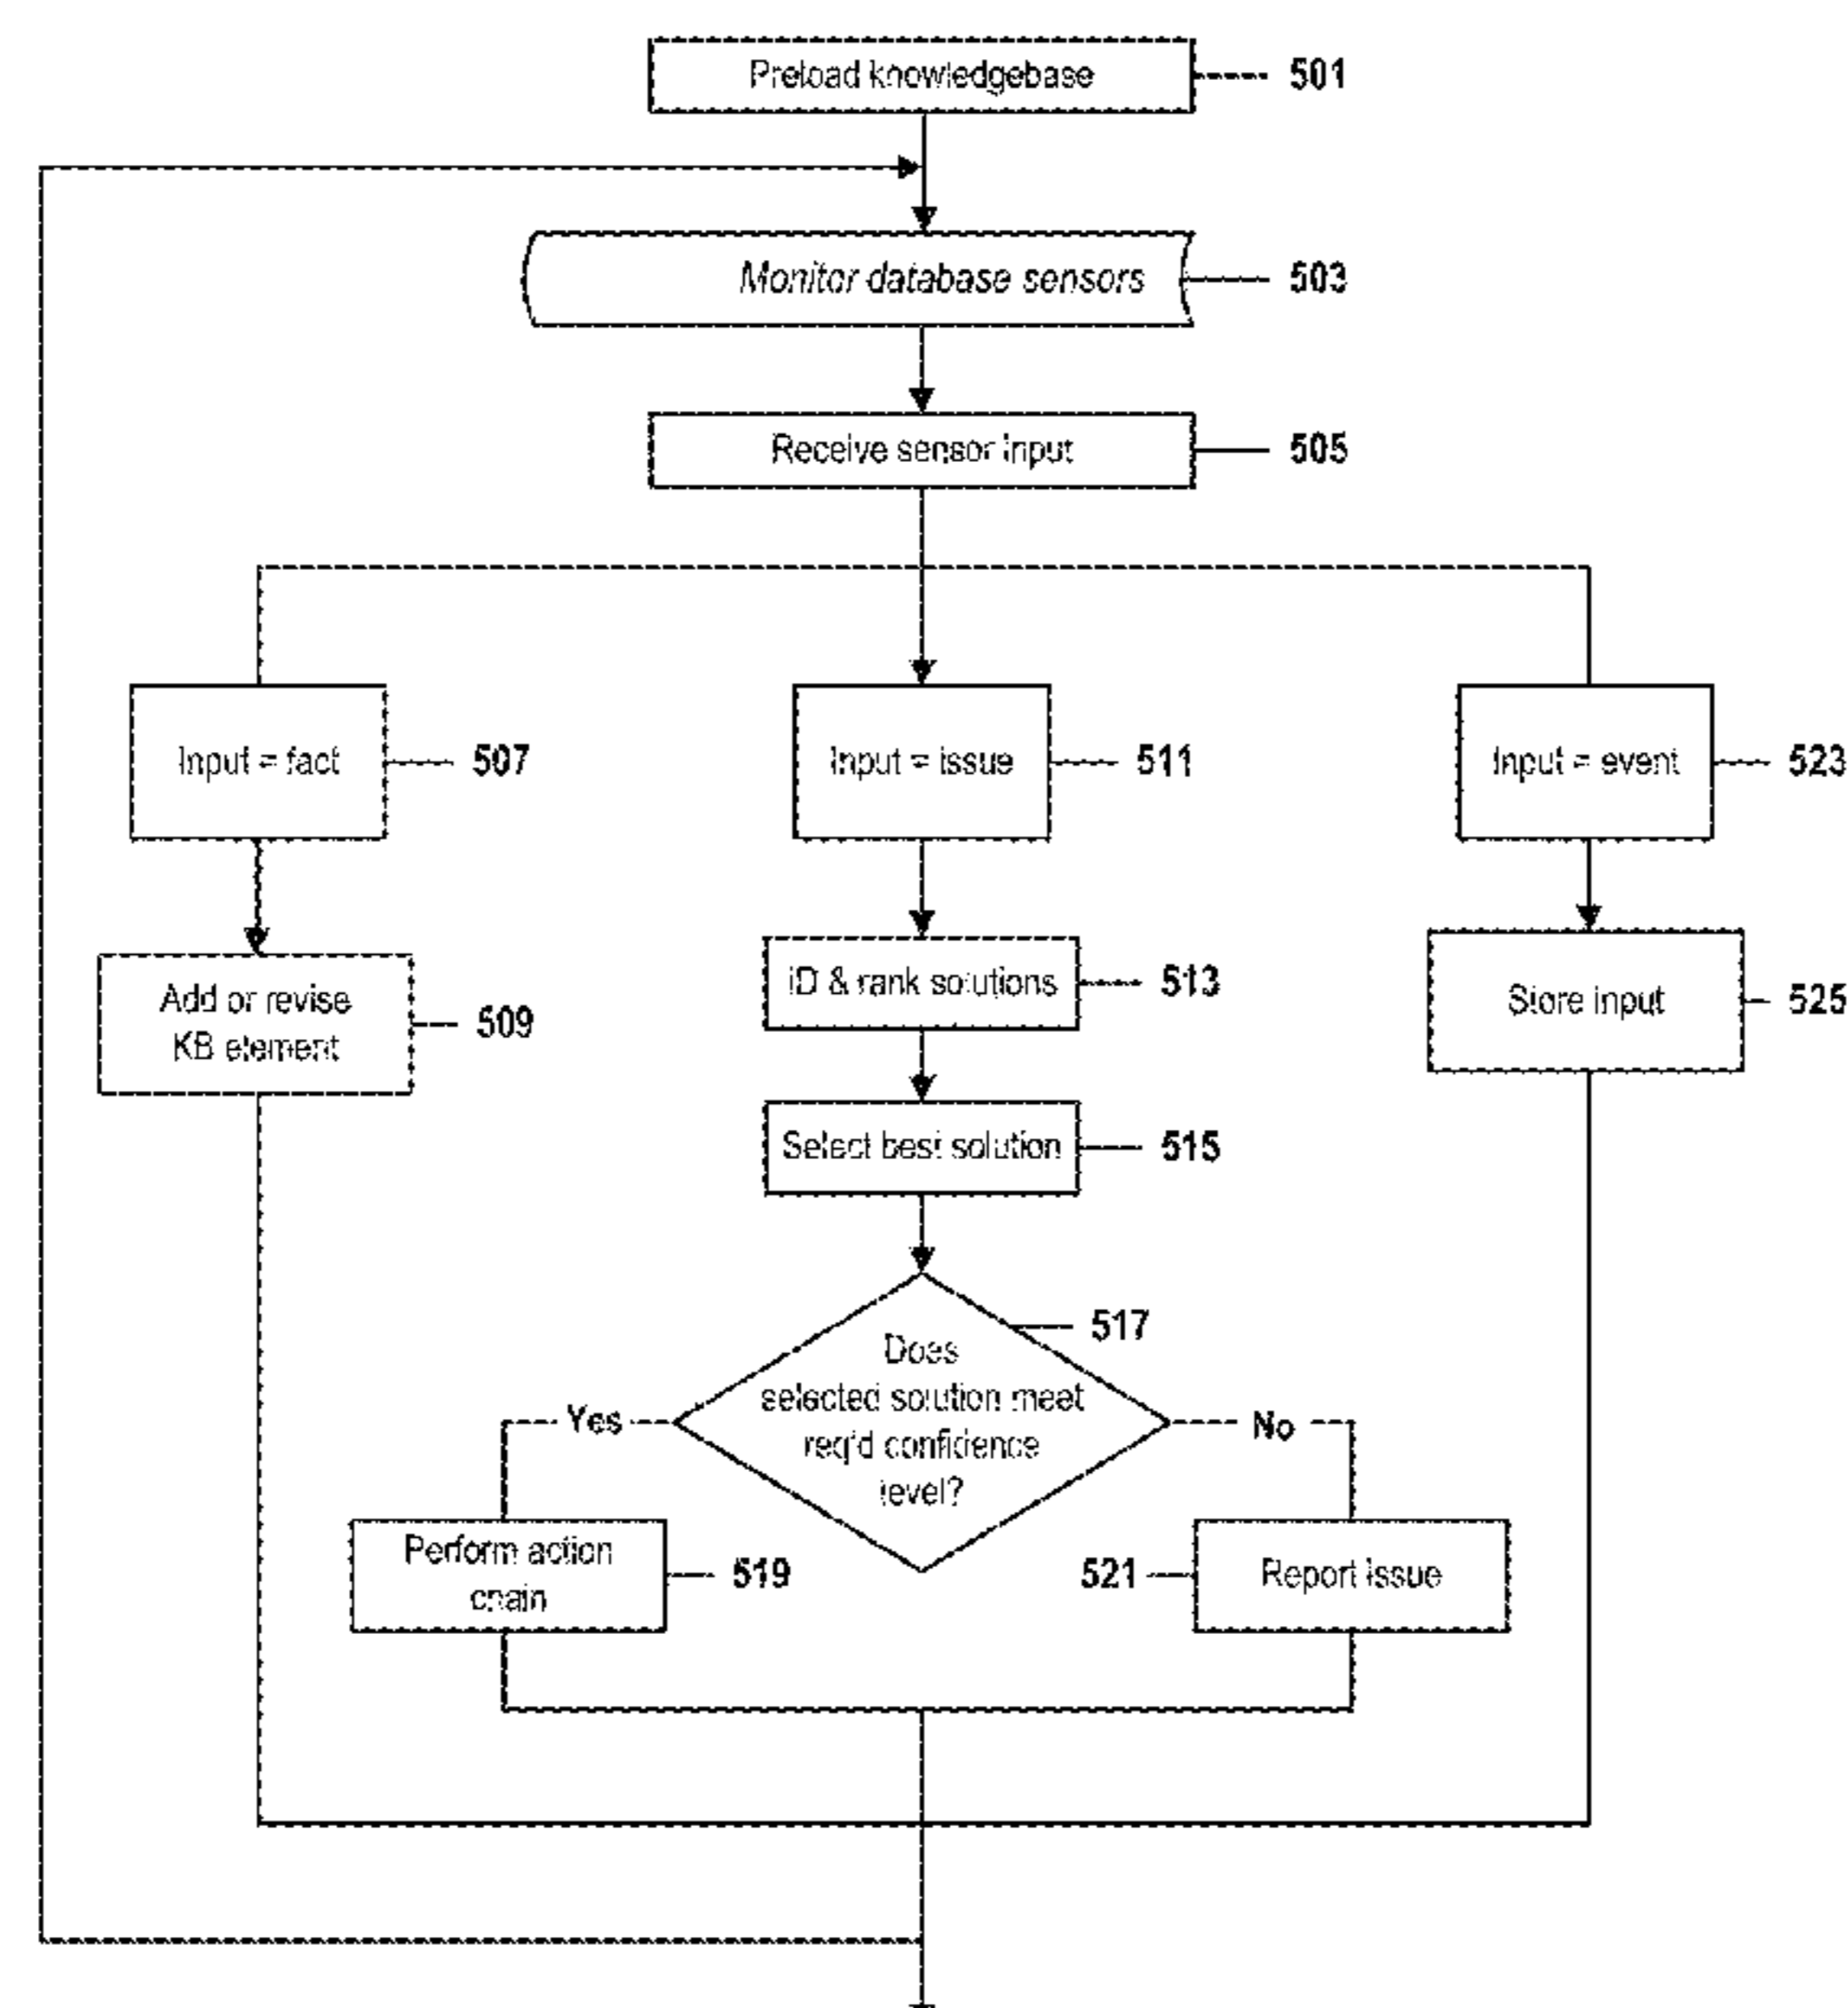 Preload knowledgebase
501
Monitor database sensors
503
Receive sensor input
505
Input = fact
507
Input = issue
511
Input = event
523
Add or revise
KB element
509
ID & rank solutions
513
Store input
525
Select best solution
515
517
Does
selected solution meet
req'd confidence
level?
Yes
No
Perform action
chain
519
521
Report issue